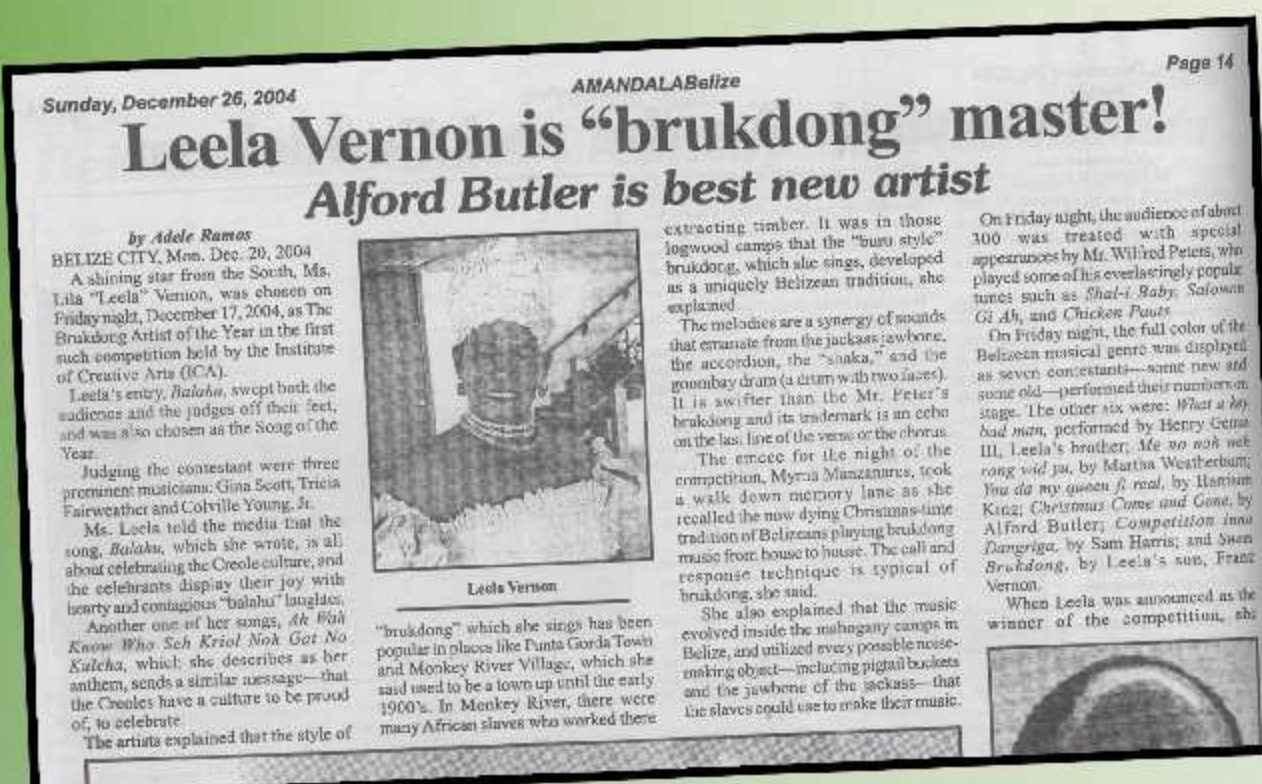 Sunday, December 26, 2004
AMANDALABelize
Page 14
Leela Vernon is “brukdong” master!
Alford Butler is best new artist
by Adele Ramos
BELIZE CITY, Mon. Dec. 20, 2004
A shining star from the South, Ms.
Lila "Leela" Vernon, was chosen on
Friday night, December 17, 2004, as The
Brukdong Artist of the Year in the first
such competition held by the Institute
of Creative Arts (ICA).
Leela's entry, Balahu, swept both the
audience and the judges off their feet,
and was also chosen as the Song of the
Year.
Judging the contestant were three
prominent musicians: Gina Scott, Tricia
Fairweather and Colville Young, Jr.
Ms. Leela told the media that the
song, Balahu, which she wrote, is all
about celebrating the Creole culture, and
the celebrants display their joy with
hearty and contagious "balahu" laughter.
Another one of her songs, Ah Wah
Know Who Seh Kriol Noh Gat No
Kulcha, which she describes as her
anthem, sends a similar message—that
the Creoles have a culture to be proud
of, to celebrate.
The artists explained that the style of
Leela Vernon
"brukdong" which she sings has been
popular in places like Punta Gorda Town
and Monkey River Village, which she
said used to be a town up until the early
1900's. In Monkey River, there were
many African slaves who worked there
extracting timber. It was in those
logwood camps that the "buru style"
brukdong, which she sings, developed
as a uniquely Belizean tradition, she
explained.
The melodies are a synergy of sounds
that emanate from the jackass jawbone,
the accordion, the "shaka," and the
goombay drum (a drum with two faces).
It is swifter than the Mr. Peter's
brukdong and its trademark is an echo
on the last line of the verse or the chorus.
The emcee for the night of the
competition, Myrna Manzanares, took
a walk down memory lane as she
recalled the now dying Christmas-time
tradition of Belizeans playing brukdong
music from house to house. The call and
response technique is typical of
brukdong, she said.
She also explained that the music
evolved inside the mahogany camps in
Belize, and utilized every possible noise-
making object—including pigtail buckets
and the jawbone of the jackass—that
the slaves could use to make their music.
On Friday night, the audience of about
300 was treated with special
appearances by Mr. Wilfred Peters, who
played some of his everlastingly popular
tunes such as Shal-i Baby, Saloman
Gi Ah, and Chicken Pauts
On Friday night, the full color of the
Belizean musical genre was displayed
as seven contestants—some new and
some old—performed their numbers on
stage. The other six were: What a hey
bad man, performed by Henry
III, Leela's brother; Me no noh
rong wid yu, by Martha Weatherburn;
You da my queen fi real, by Harrison
King; Christmas Come and Gone, by
Alford Butler; Competition inna
Dangriga, by Sam Harris; and
Brukdong, by Leela's son, Franz
Vernon.
When Leela was announced as the
winner of the competition, she